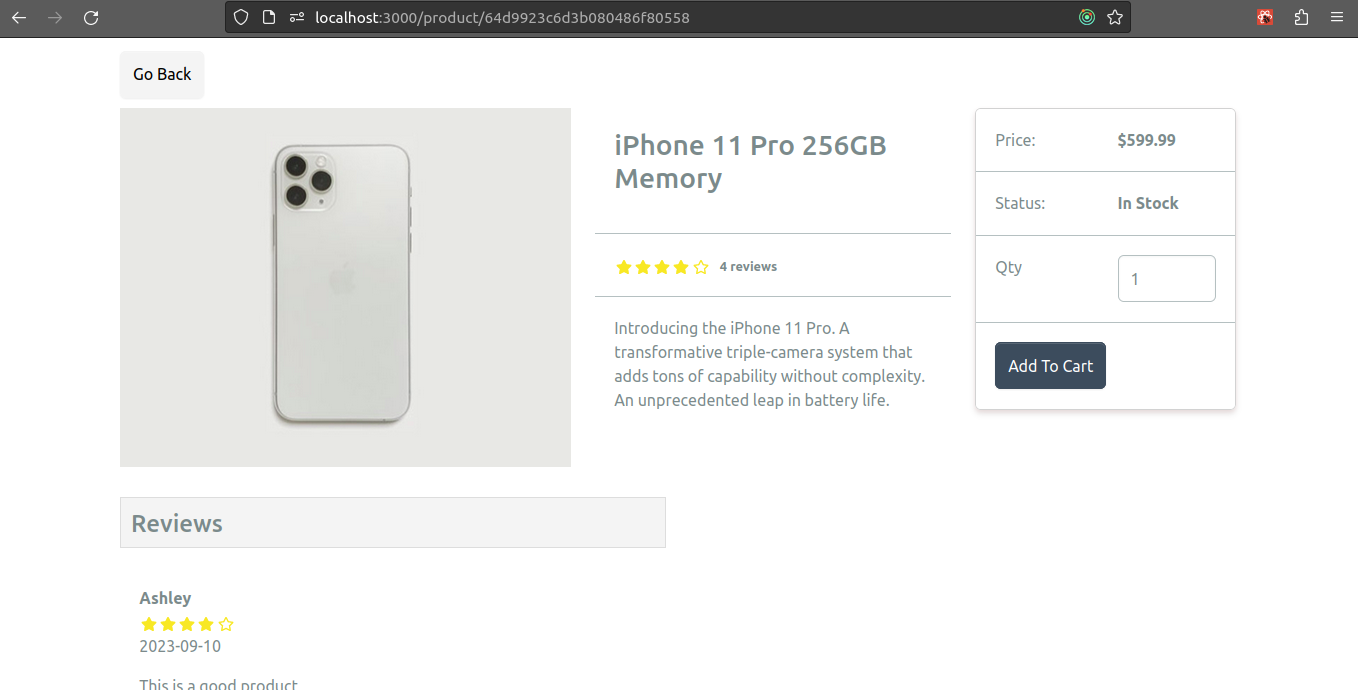 localhost:3000/product/64d9923c6d3b080486f80558
Go Back
iPhone 11 Pro 256GB
Memory
4 reviews
Introducing the iPhone 11 Pro. A
transformative triple-camera system that
adds tons of capability without complexity.
An unprecedented leap in battery life.
Price: $599.99
Status: In Stock
Qty 1
Add To Cart
Reviews
Ashley
2023-09-10
This is a good product